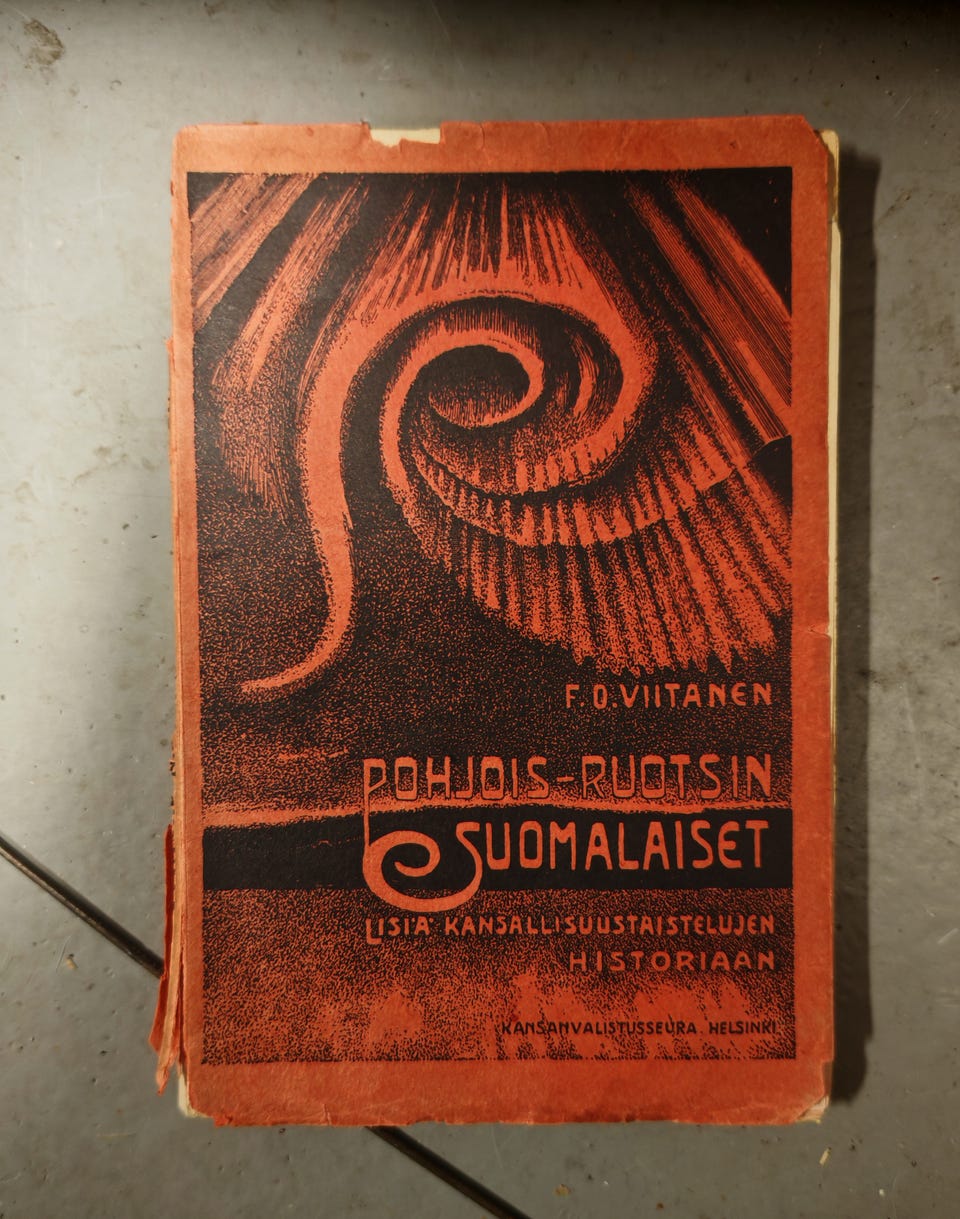 F. O. VIITANEN
POHJOIS-RUOTSIN
SUOMALAISET
LISIÄ KANSALLISUUSTAISTELUJEN
HISTORIAAN
KANSANVALISTUSSEURA. HELSINKI